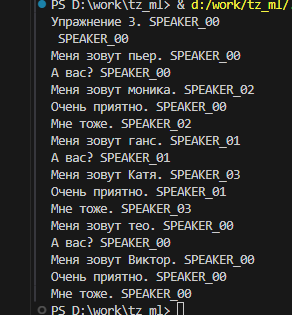 PS D:\work\tz_ml> & d:/work/tz_ml/
Упражнение 3. SPEAKER_00
SPEAKER_00
Меня зовут пьер. SPEAKER_00
А вас? SPEAKER_00
Меня зовут моника. SPEAKER_02
Очень приятно. SPEAKER_00
Мне тоже. SPEAKER_02
Меня зовут ганс. SPEAKER_01
А вас? SPEAKER_01
Меня зовут Катя. SPEAKER_03
Очень приятно. SPEAKER_01
Мне тоже. SPEAKER_03
Меня зовут тео. SPEAKER_00
А вас? SPEAKER_00
Меня зовут Виктор. SPEAKER_00
Очень приятно. SPEAKER_00
Мне тоже. SPEAKER_00
PS D:\work\tz_ml>